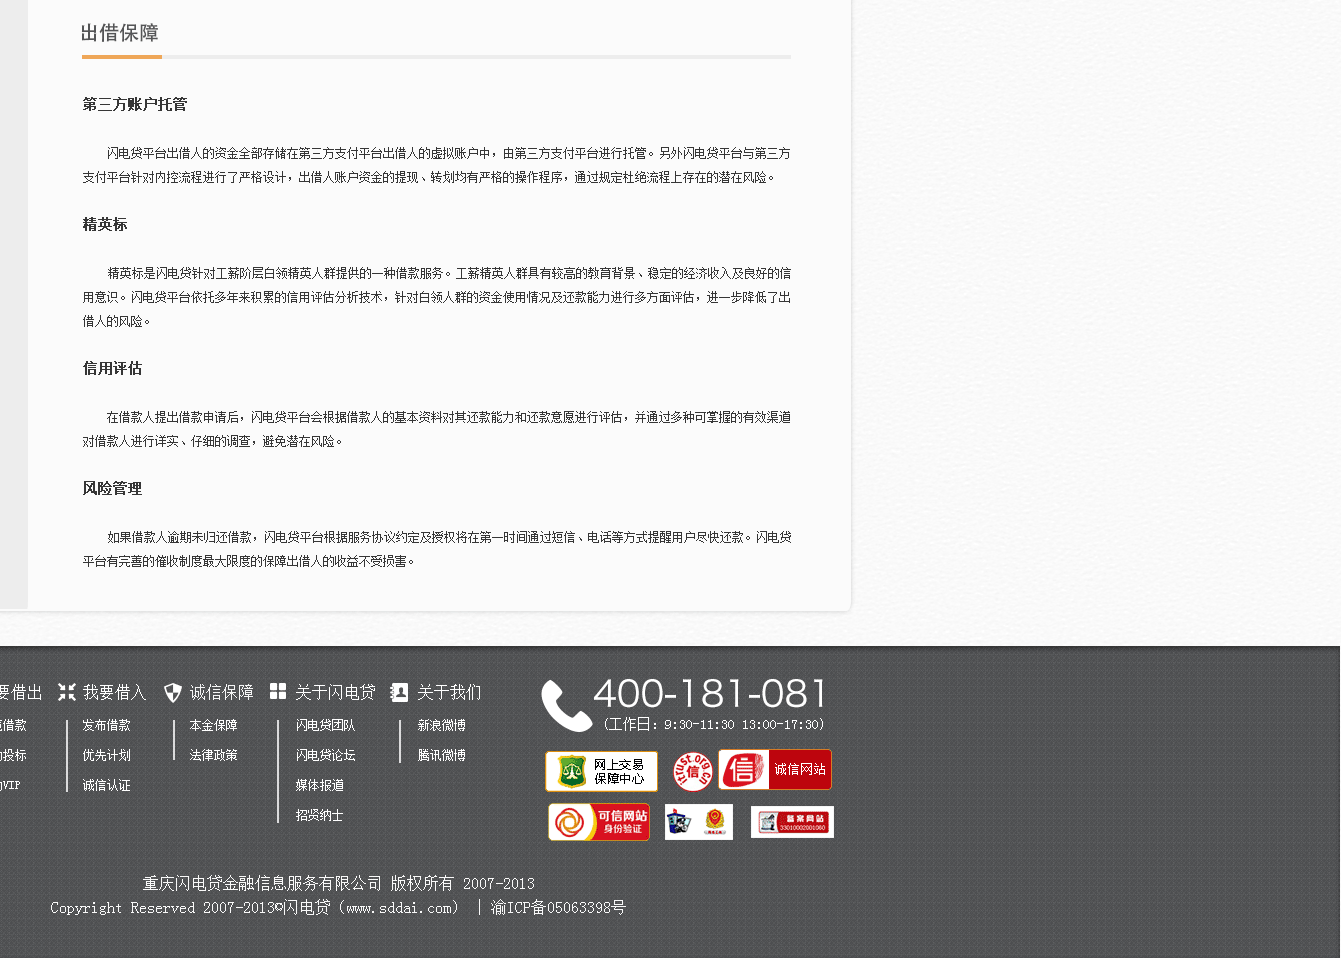 出借保障
第三方账户托管
闪电贷平台出借人的资金全部存储在第三方支付平台出借人的虚拟账户中，由第三方支付平台进行托管。另外闪电贷平台与第三方
支付平台针对内控流程进行了严格设计，出借人账户资金的提现、转划均有严格的操作程序，通过规定杜绝流程上存在的潜在风险。
精英标
精英标是闪电贷针对工薪阶层白领精英人群提供的一种借款服务。工薪精英人群具有较高的教育背景、稳定的经济收入及良好的信
用意识。闪电贷平台依托多年来积累的信用评估分析技术，针对白领人群的资金使用情况及还款能力进行多方面评估，进一步降低了出
借人的风险。
信用评估
在借款人提出借款申请后，闪电贷平台会根据借款人的基本资料对其还款能力和还款意愿进行评估，并通过多种可掌握的有效渠道
对借款人进行详实、仔细的调查，避免潜在风险。
风险管理
如果借款人逾期未归还借款，闪电贷平台根据服务协议约定及授权将在第一时间通过短信、电话等方式提醒用户尽快还款。闪电贷
平台有完善的催收制度最大限度的保障出借人的收益不受损害。
要借出 我要借入 诚信保障 关于闪电贷 关于我们
借款 发布借款 本金保障 闪电贷团队 新浪微博
投标 优先计划 法律政策 闪电贷论坛 腾讯微博
VIP 诚信认证 媒体报道
招贤纳士
400-181-081
(工作日: 9:30-11:30 13:00-17:30)
网上交易
保障中心
trust.org.cn
信
信 诚信网站
可信网站
身份验证
备案网站
33010002001060
重庆闪电贷金融信息服务有限公司 版权所有 2007-2013
Copyright Reserved 2007-2013©闪电贷（www.sddai.com） | 渝ICP备05063398号